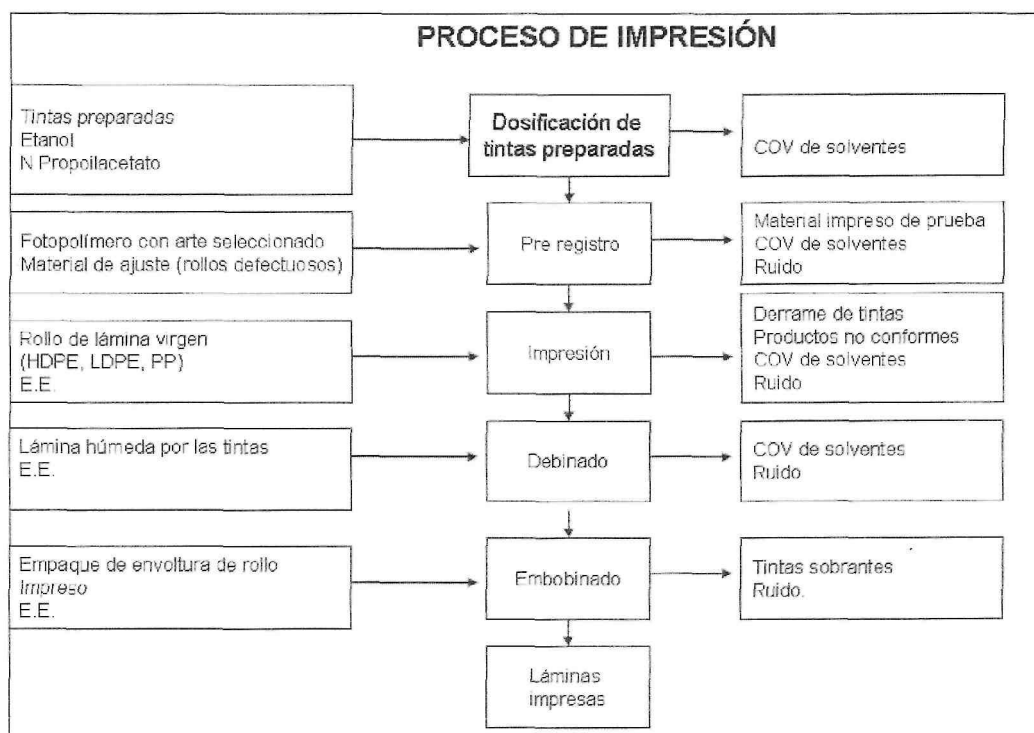 PROCESO DE IMPRESIÓN
Tintas preparadas
Etanol
N Propoilacetato
Dosificación de
tintas preparadas
COV de solventes
Fotopolímero con arte seleccionado
Material de ajuste (rollos defectuosos)
Pre registro
Material impreso de prueba
COV de solventes
Ruido
Rollo de lámina virgen
(HDPE, LDPE, PP)
E.E.
Impresión
Derrame de tintas
Productos no conformes
COV de solventes
Ruido
Lámina húmeda por las tintas
E.E.
Debinado
COV de solventes
Ruido
Empaque de envoltura de rollo
Impreso
E.E.
Embobinado
Tintas sobrantes
Ruido.
Láminas
impresas